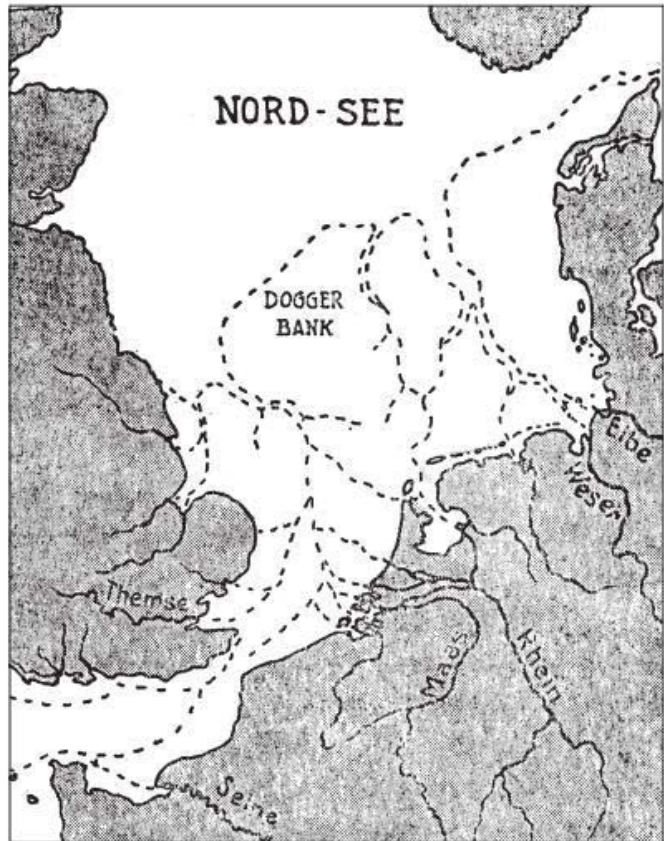 NORD-SEE
DOGGER
BANK
Elbe
Weser
Themse
Maas
Rhein
Seine